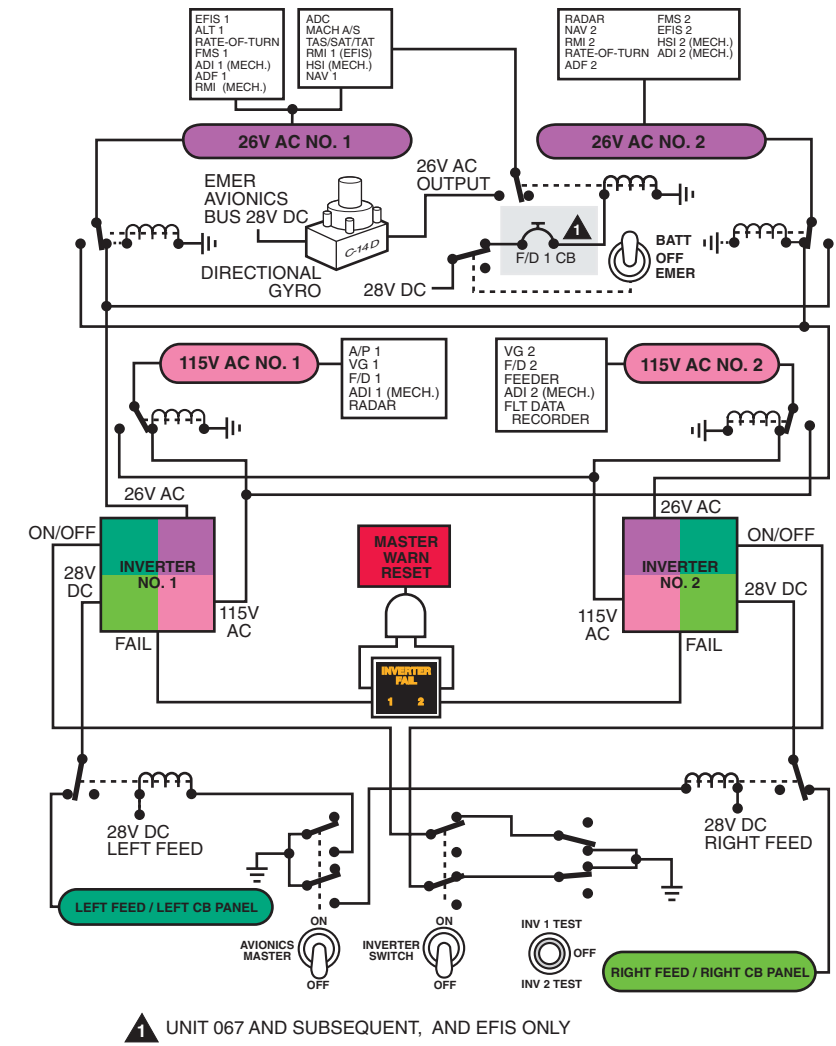 EFIS 1
ALT 1
RATE-OF-TURN
FMS 1
ADI 1 (MECH.)
ADF 1
RMI (MECH.)
ADC
MACH A/S
TAS/SAT/TAT
RMI 1 (EFIS)
HSI (MECH.)
NAV 1
RADAR
NAV 2
RMI 2
RATE-OF-TURN
ADF 2
FMS 2
EFIS 2
HSI 2 (MECH.)
ADI 2 (MECH.)
26V AC NO. 1
26V AC NO. 2
26V AC
OUTPUT
EMER
AVIONICS
BUS 28V DC
C-14 D
DIRECTIONAL
GYRO
1
F/D 1 CB
28V DC
BATT
OFF
EMER
115V AC NO. 1
A/P 1
VG 1
F/D 1
ADI 1 (MECH.)
RADAR
VG 2
F/D 2
FEEDER
ADI 2 (MECH.)
FLT DATA
RECORDER
115V AC NO. 2
26V AC
ON/OFF
INVERTER
NO. 1
28V
DC
115V
AC
FAIL
MASTER
WARN
RESET
INVERTER
FAIL
1 2
26V AC
ON/OFF
INVERTER
NO. 2
28V DC
115V
AC
FAIL
28V DC
LEFT FEED
28V DC
RIGHT FEED
LEFT FEED / LEFT CB PANEL
ON
AVIONICS
MASTER
OFF
ON
INVERTER
SWITCH
OFF
INV 1 TEST
OFF
INV 2 TEST
RIGHT FEED / RIGHT CB PANEL
1 UNIT 067 AND SUBSEQUENT, AND EFIS ONLY